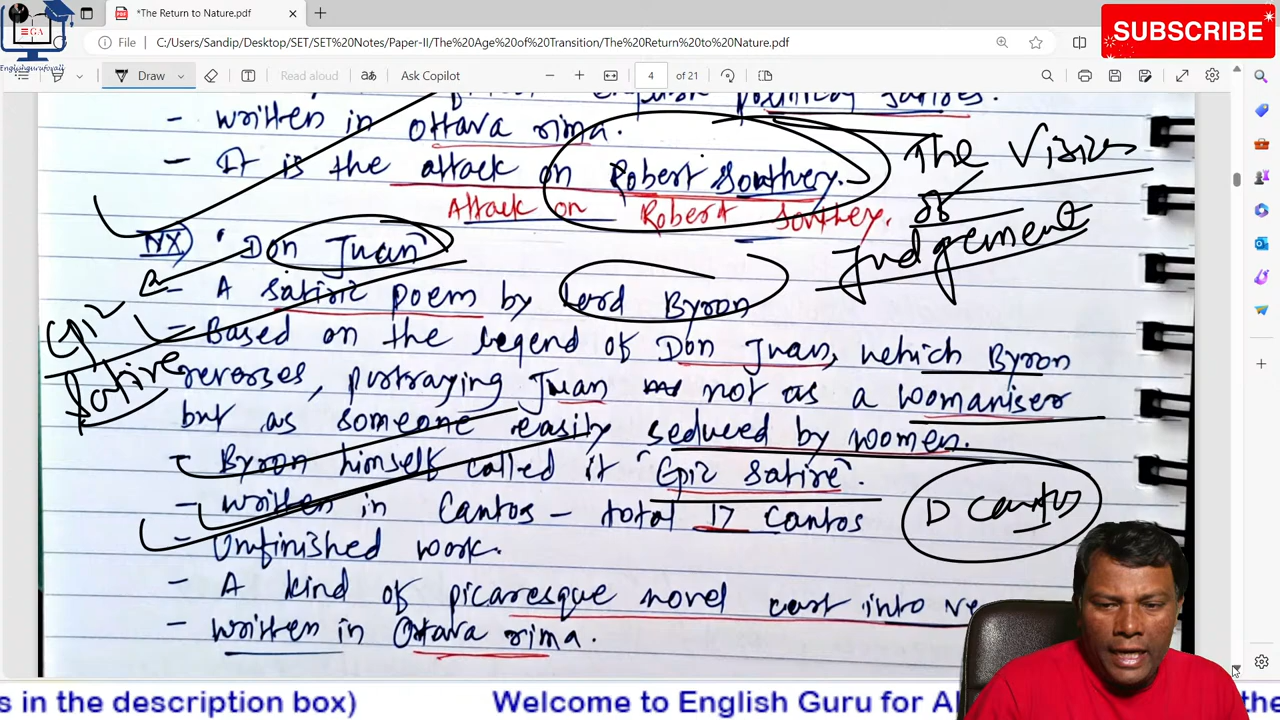 *The Return to Nature.pdf
SUBSCRIBE
EGA
Englishguruforall
File
C:/Users/Sandip/Desktop/SET/SET%20Notes/Paper-II/The%20Age%20of%20Transition/The%20Return%20to%20Nature.pdf
Draw
Read aloud
Ask Copilot
4 of 21
English political satires.
- written in Ottava rima.
- It is the attack on Robert Southey.
Attack on Robert Southey.
The Vision
of
Judgement
NX) 'Don Juan'
- A satiric poem by Lord Byron
- Based on the legend of Don Juan, which Byron
reverses, portraying Juan not as a womaniser
but as someone easily seduced by women.
Epic
Satire
- Byron himself called it "Epic Satire".
- written in Cantos - total 17 Cantos
D cantos
- Unfinished work.
- A kind of picaresque novel cast into
- written in Ottava rima.
s in the description box)
Welcome to English Guru for